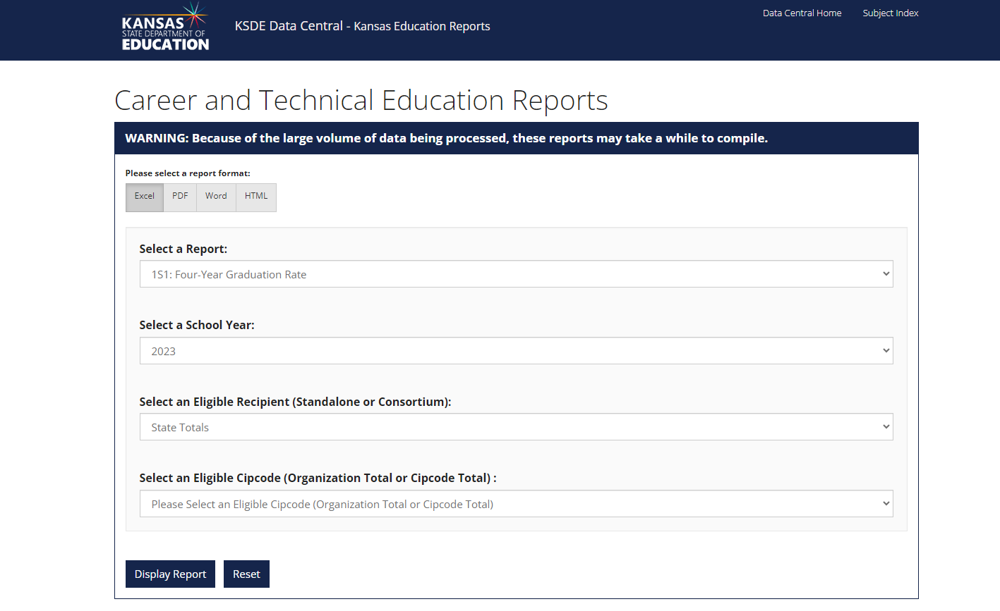 KANSAS
STATE DEPARTMENT OF
EDUCATION
KSDE Data Central - Kansas Education Reports
Data Central Home
Subject Index
Career and Technical Education Reports
WARNING: Because of the large volume of data being processed, these reports may take a while to compile.
Please select a report format:
Excel PDF Word HTML
Select a Report:
1S1: Four-Year Graduation Rate
Select a School Year:
2023
Select an Eligible Recipient (Standalone or Consortium):
State Totals
Select an Eligible Cipcode (Organization Total or Cipcode Total) :
Please Select an Eligible Cipcode (Organization Total or Cipcode Total)
Display Report Reset